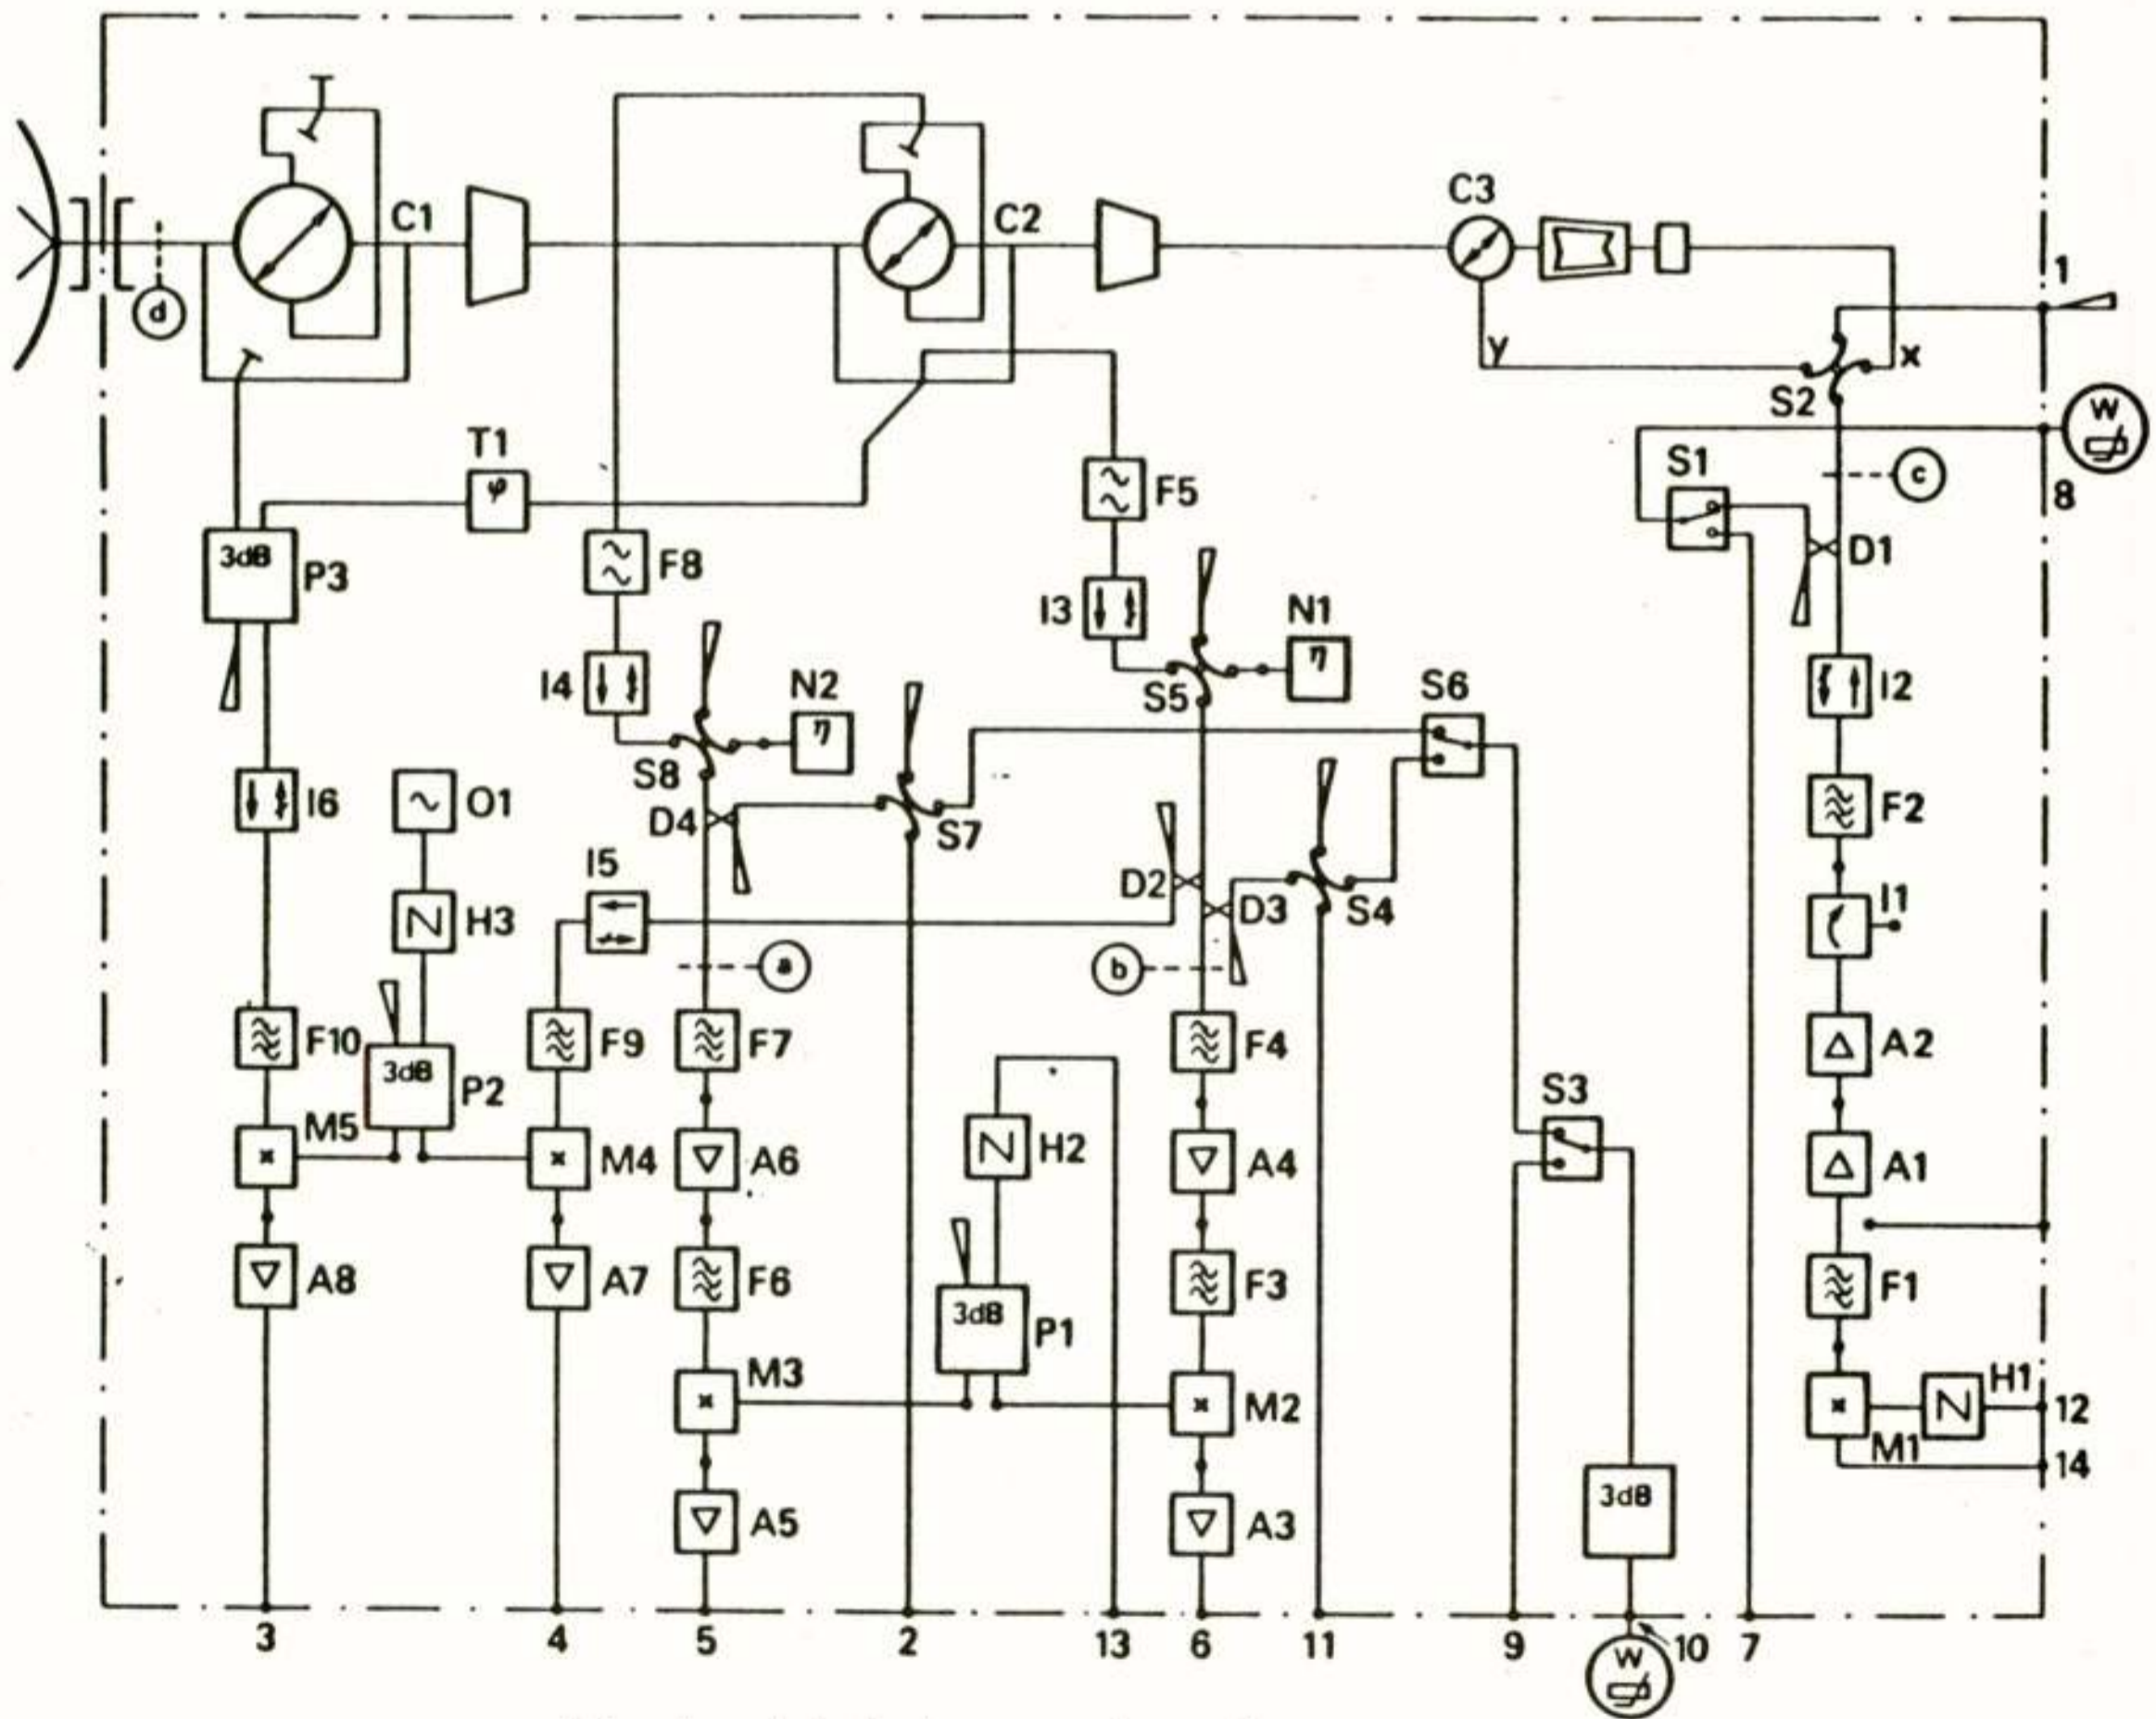 C1
C2
C3
d
1
y
x
S2
W
T1
φ
S1
c
8
F5
3dB
P3
F8
D1
I3
N1
η
I4
N2
η
S5
S6
I2
S8
I6
~
O1
D4
S7
F2
I5
D2
D3
S4
I1
H3
a
b
F10
F9
F7
F4
A2
3dB
P2
S3
M5
H2
M4
A6
A4
A1
A8
A7
F6
F3
F1
3dB
P1
M3
M2
H1
12
M1
14
3dB
A5
A3
3
4
5
2
13
6
11
9
10
7
W